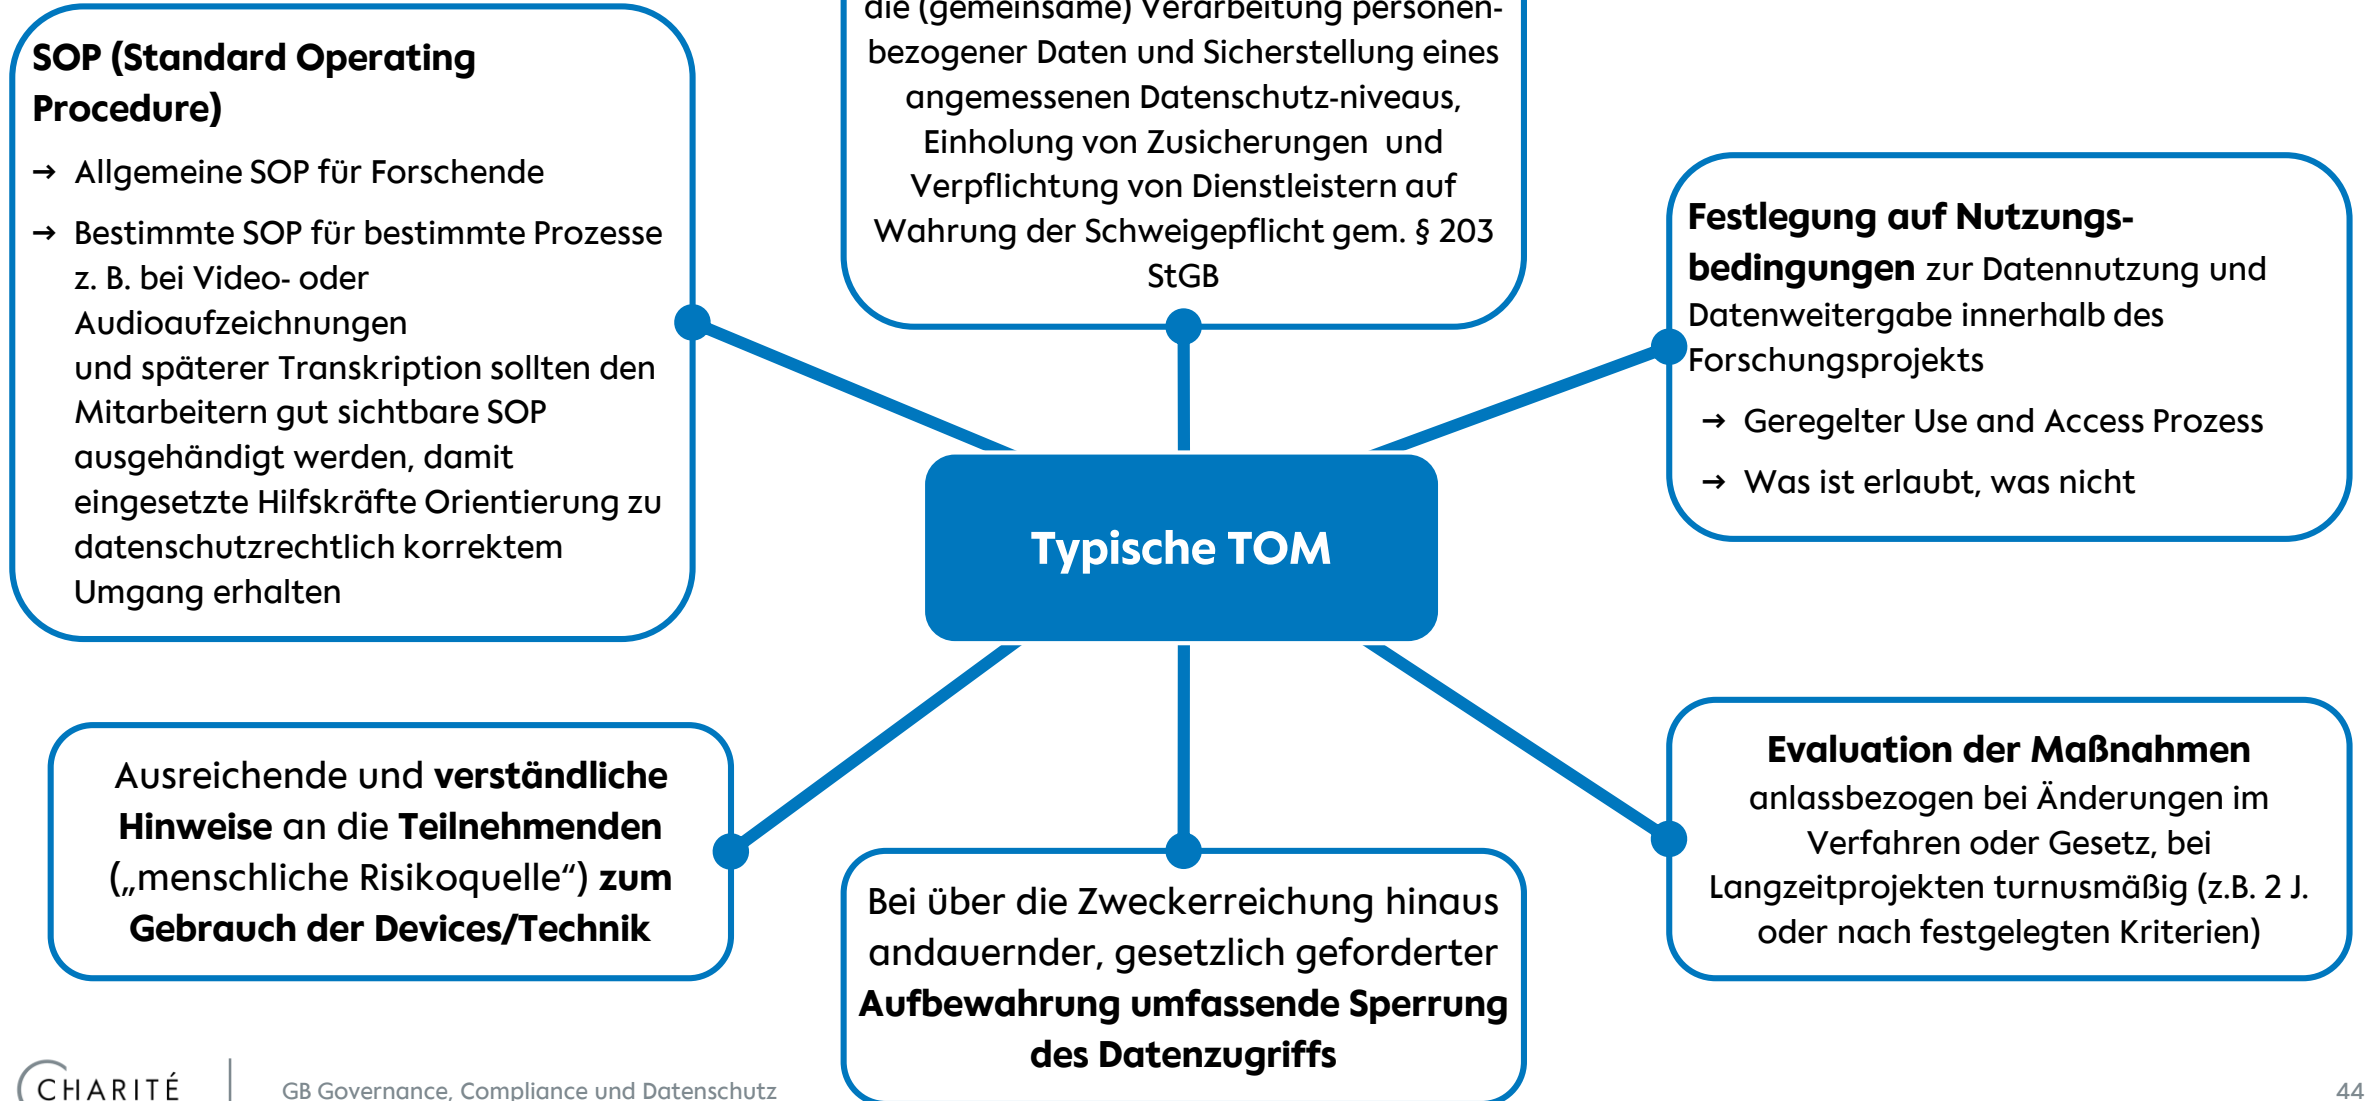 SOP (Standard Operating
Procedure)
→ Allgemeine SOP für Forschende
→ Bestimmte SOP für bestimmte Prozesse
z. B. bei Video- oder
Audioaufzeichnungen
und späterer Transkription sollten den
Mitarbeitern gut sichtbare SOP
ausgehändigt werden, damit
eingesetzte Hilfskräfte Orientierung zu
datenschutzrechtlich korrektem
Umgang erhalten
die (gemeinsame) Verarbeitung personen-
bezogener Daten und Sicherstellung eines
angemessenen Datenschutz-niveaus,
Einholung von Zusicherungen und
Verpflichtung von Dienstleistern auf
Wahrung der Schweigepflicht gem. § 203
StGB
Festlegung auf Nutzungs-
bedingungen zur Datennutzung und
Datenweitergabe innerhalb des
Forschungsprojekts
→ Geregelter Use and Access Prozess
→ Was ist erlaubt, was nicht
Typische TOM
Ausreichende und verständliche
Hinweise an die Teilnehmenden
(„menschliche Risikoquelle“) zum
Gebrauch der Devices/Technik
Bei über die Zweckerreichung hinaus
andauernder, gesetzlich geforderter
Aufbewahrung umfassende Sperrung
des Datenzugriffs
Evaluation der Maßnahmen
anlassbezogen bei Änderungen im
Verfahren oder Gesetz, bei
Langzeitprojekten turnusmäßig (z.B. 2 J.
oder nach festgelegten Kriterien)
CHARITÉ
GB Governance, Compliance und Datenschutz
44